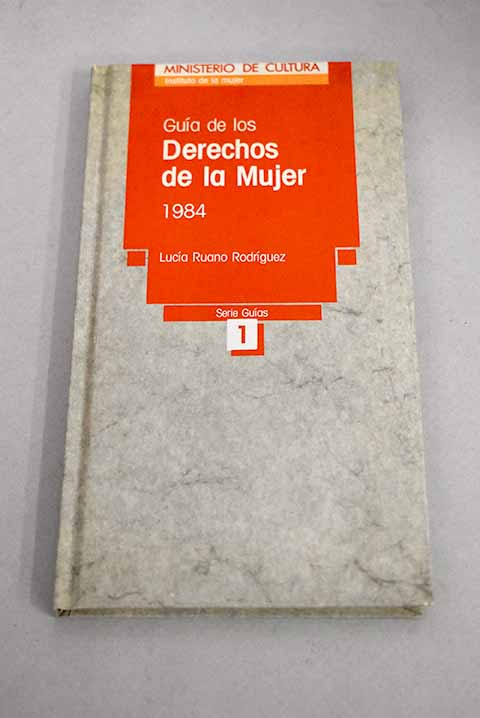 MINISTERIO DE CULTURA
Instituto de la mujer
Guía de los
Derechos
de la Mujer
1984
Lucía Ruano Rodríguez
Serie Guías
1